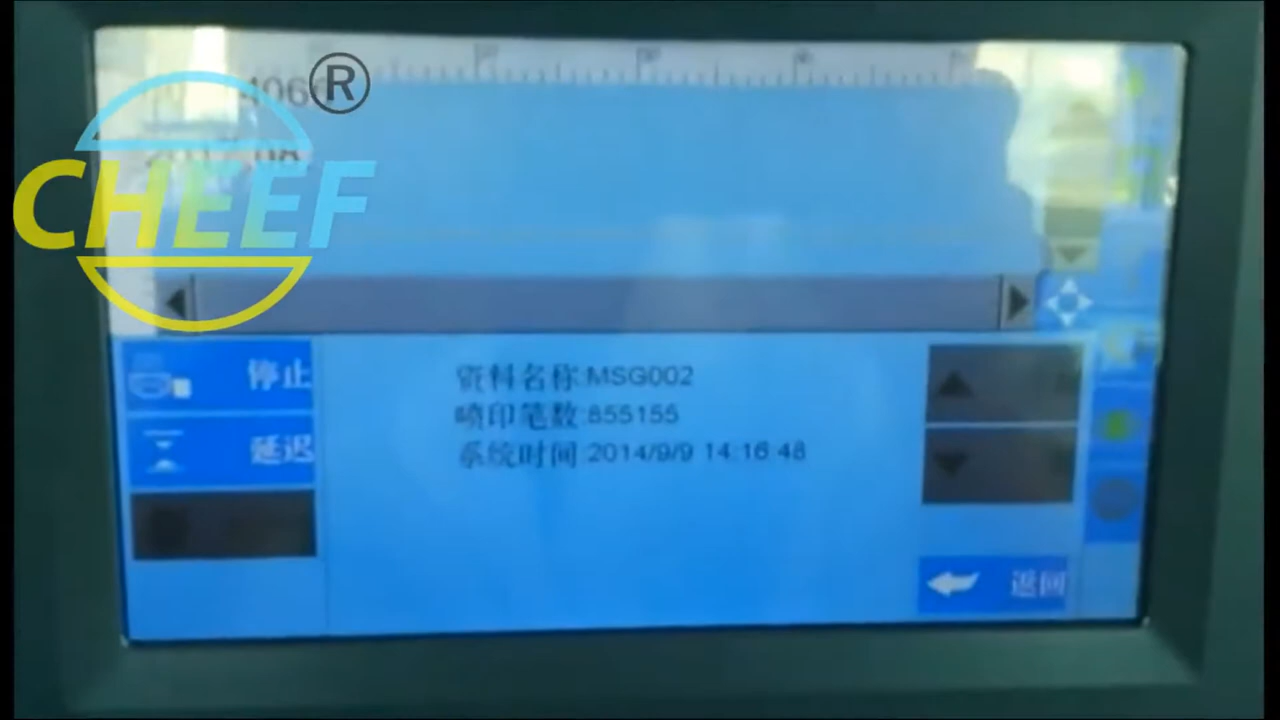 ®
CHEEF
停止
资料名称:MSG002
喷印笔数:855155
延迟
系统时间:2014/9/9 14:16:48
返回